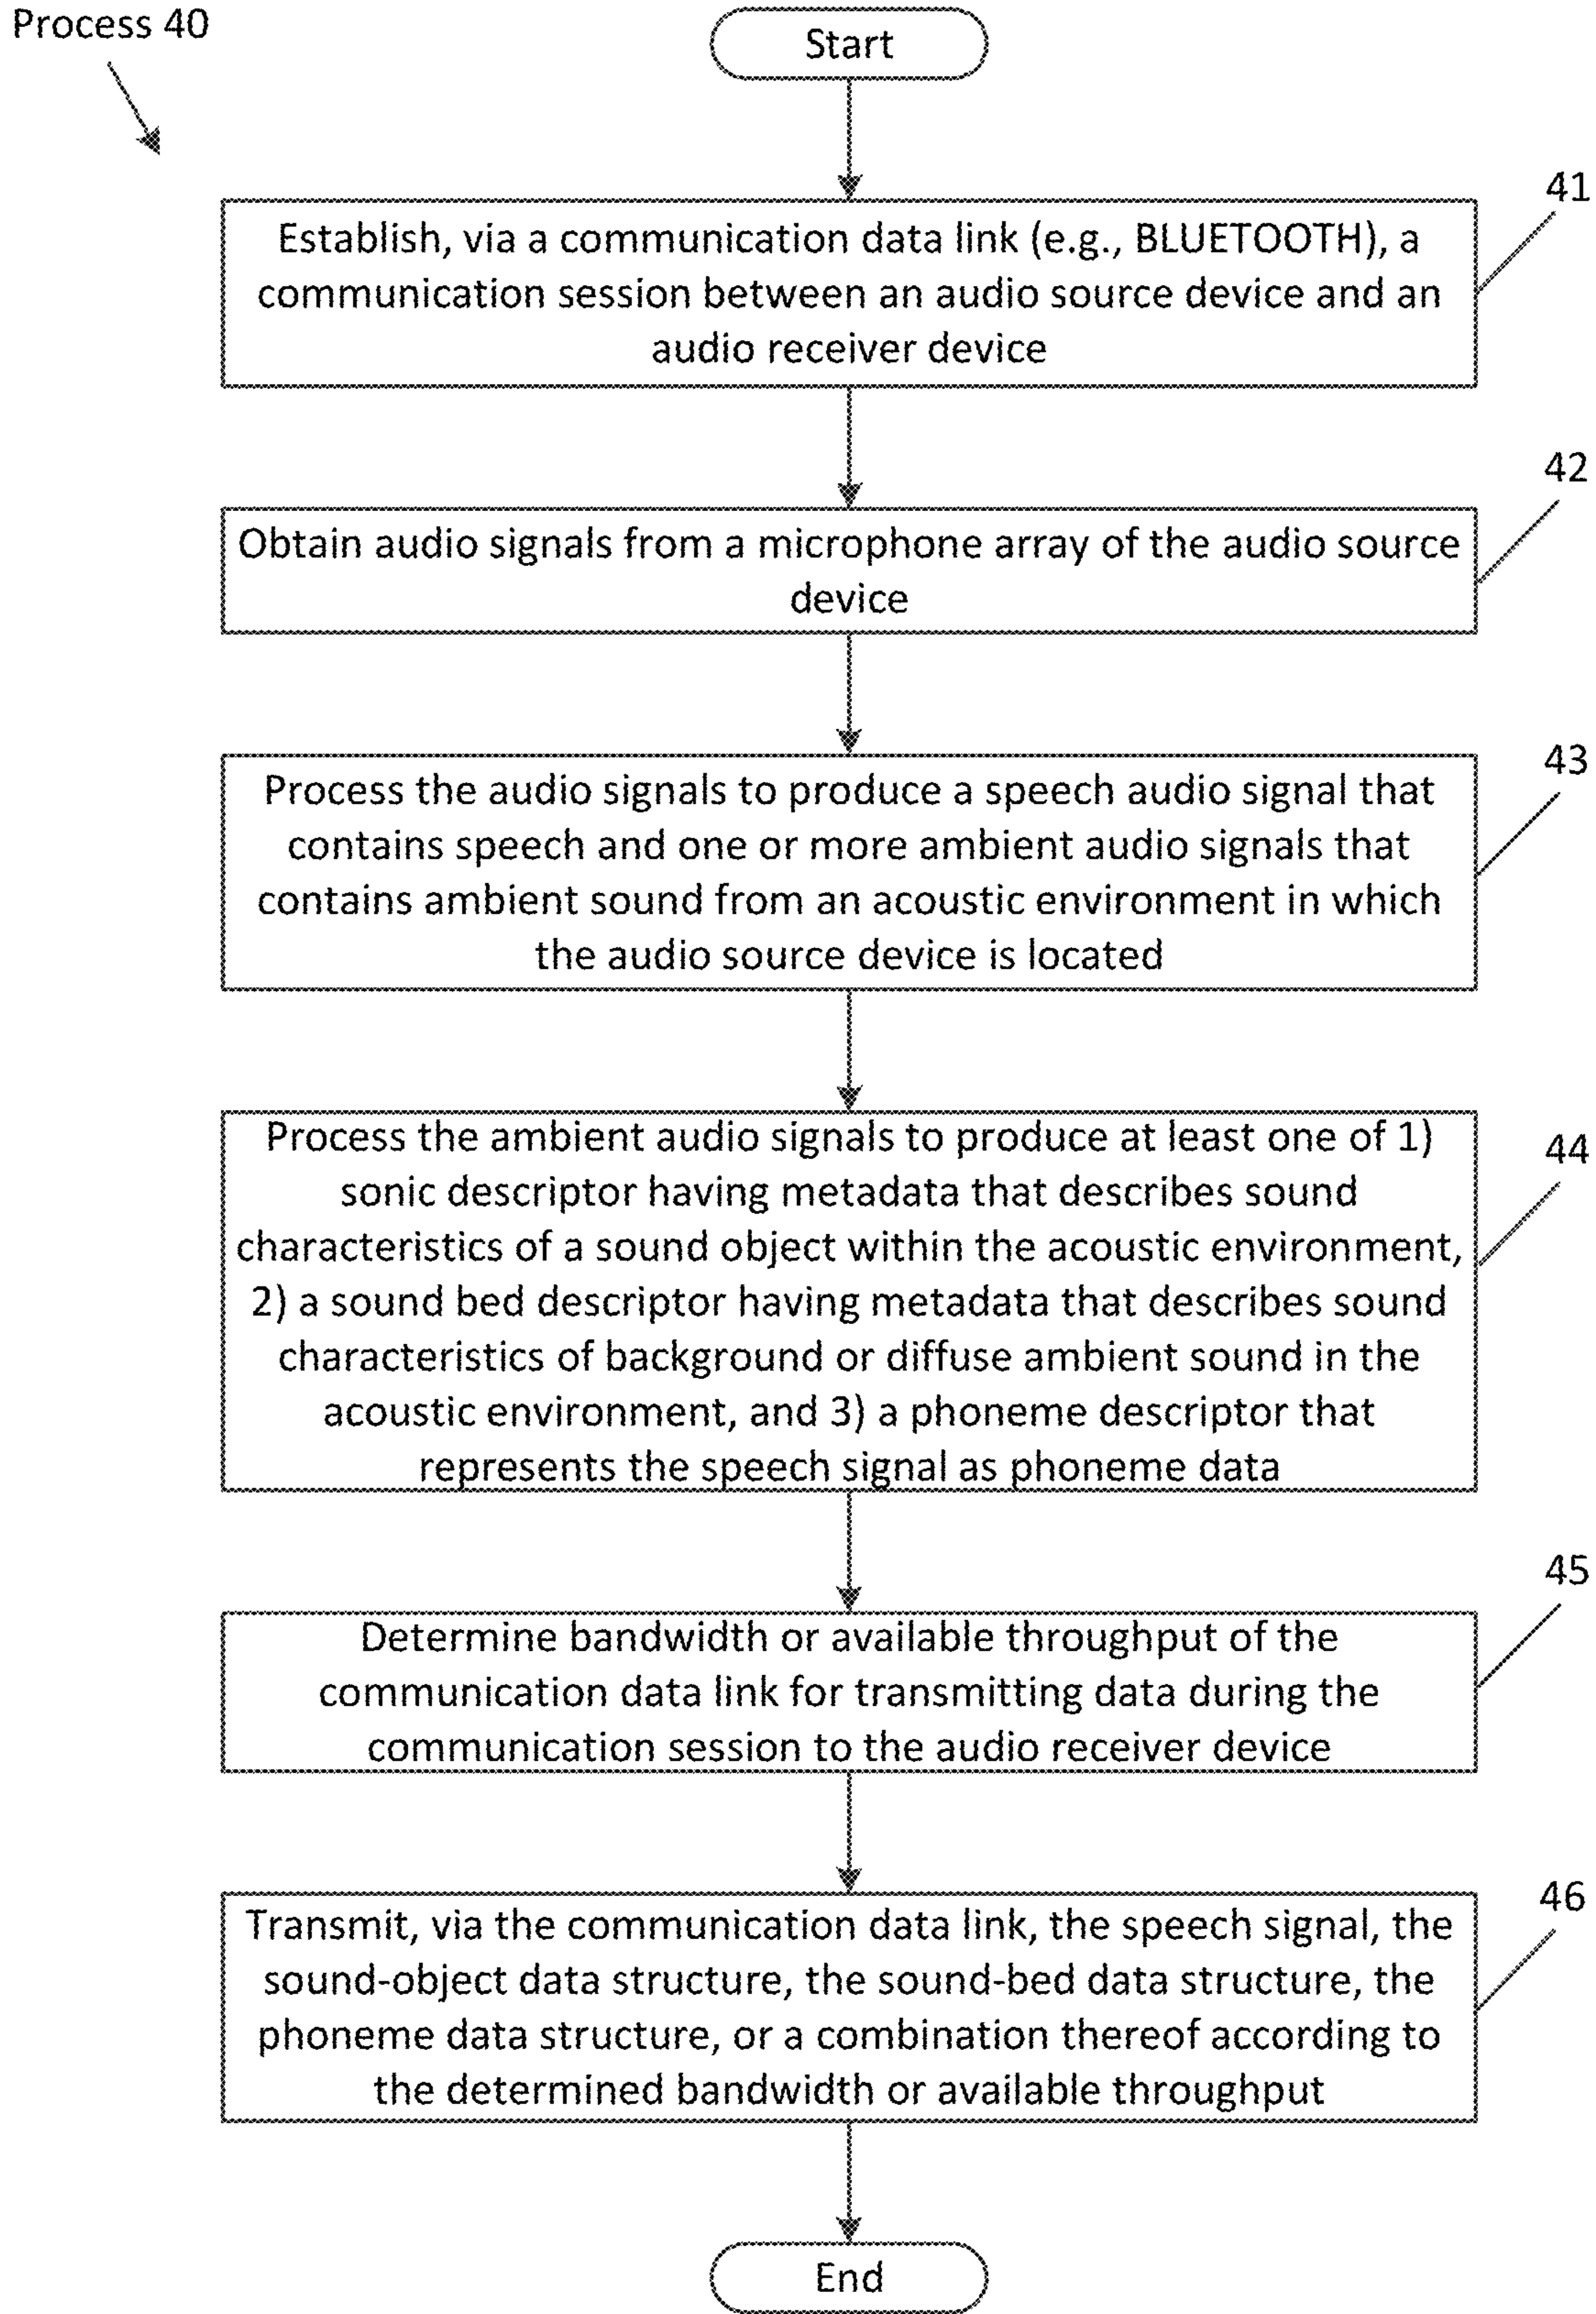 Process 40
Start
41
Establish, via a communication data link (e.g., BLUETOOTH), a
communication session between an audio source device and an
audio receiver device
42
Obtain audio signals from a microphone array of the audio source
device
43
Process the audio signals to produce a speech audio signal that
contains speech and one or more ambient audio signals that
contains ambient sound from an acoustic environment in which
the audio source device is located
44
Process the ambient audio signals to produce at least one of 1)
sonic descriptor having metadata that describes sound
characteristics of a sound object within the acoustic environment,
2) a sound bed descriptor having metadata that describes sound
characteristics of background or diffuse ambient sound in the
acoustic environment, and 3) a phoneme descriptor that
represents the speech signal as phoneme data
45
Determine bandwidth or available throughput of the
communication data link for transmitting data during the
communication session to the audio receiver device
46
Transmit, via the communication data link, the speech signal, the
sound-object data structure, the sound-bed data structure, the
phoneme data structure, or a combination thereof according to
the determined bandwidth or available throughput
End